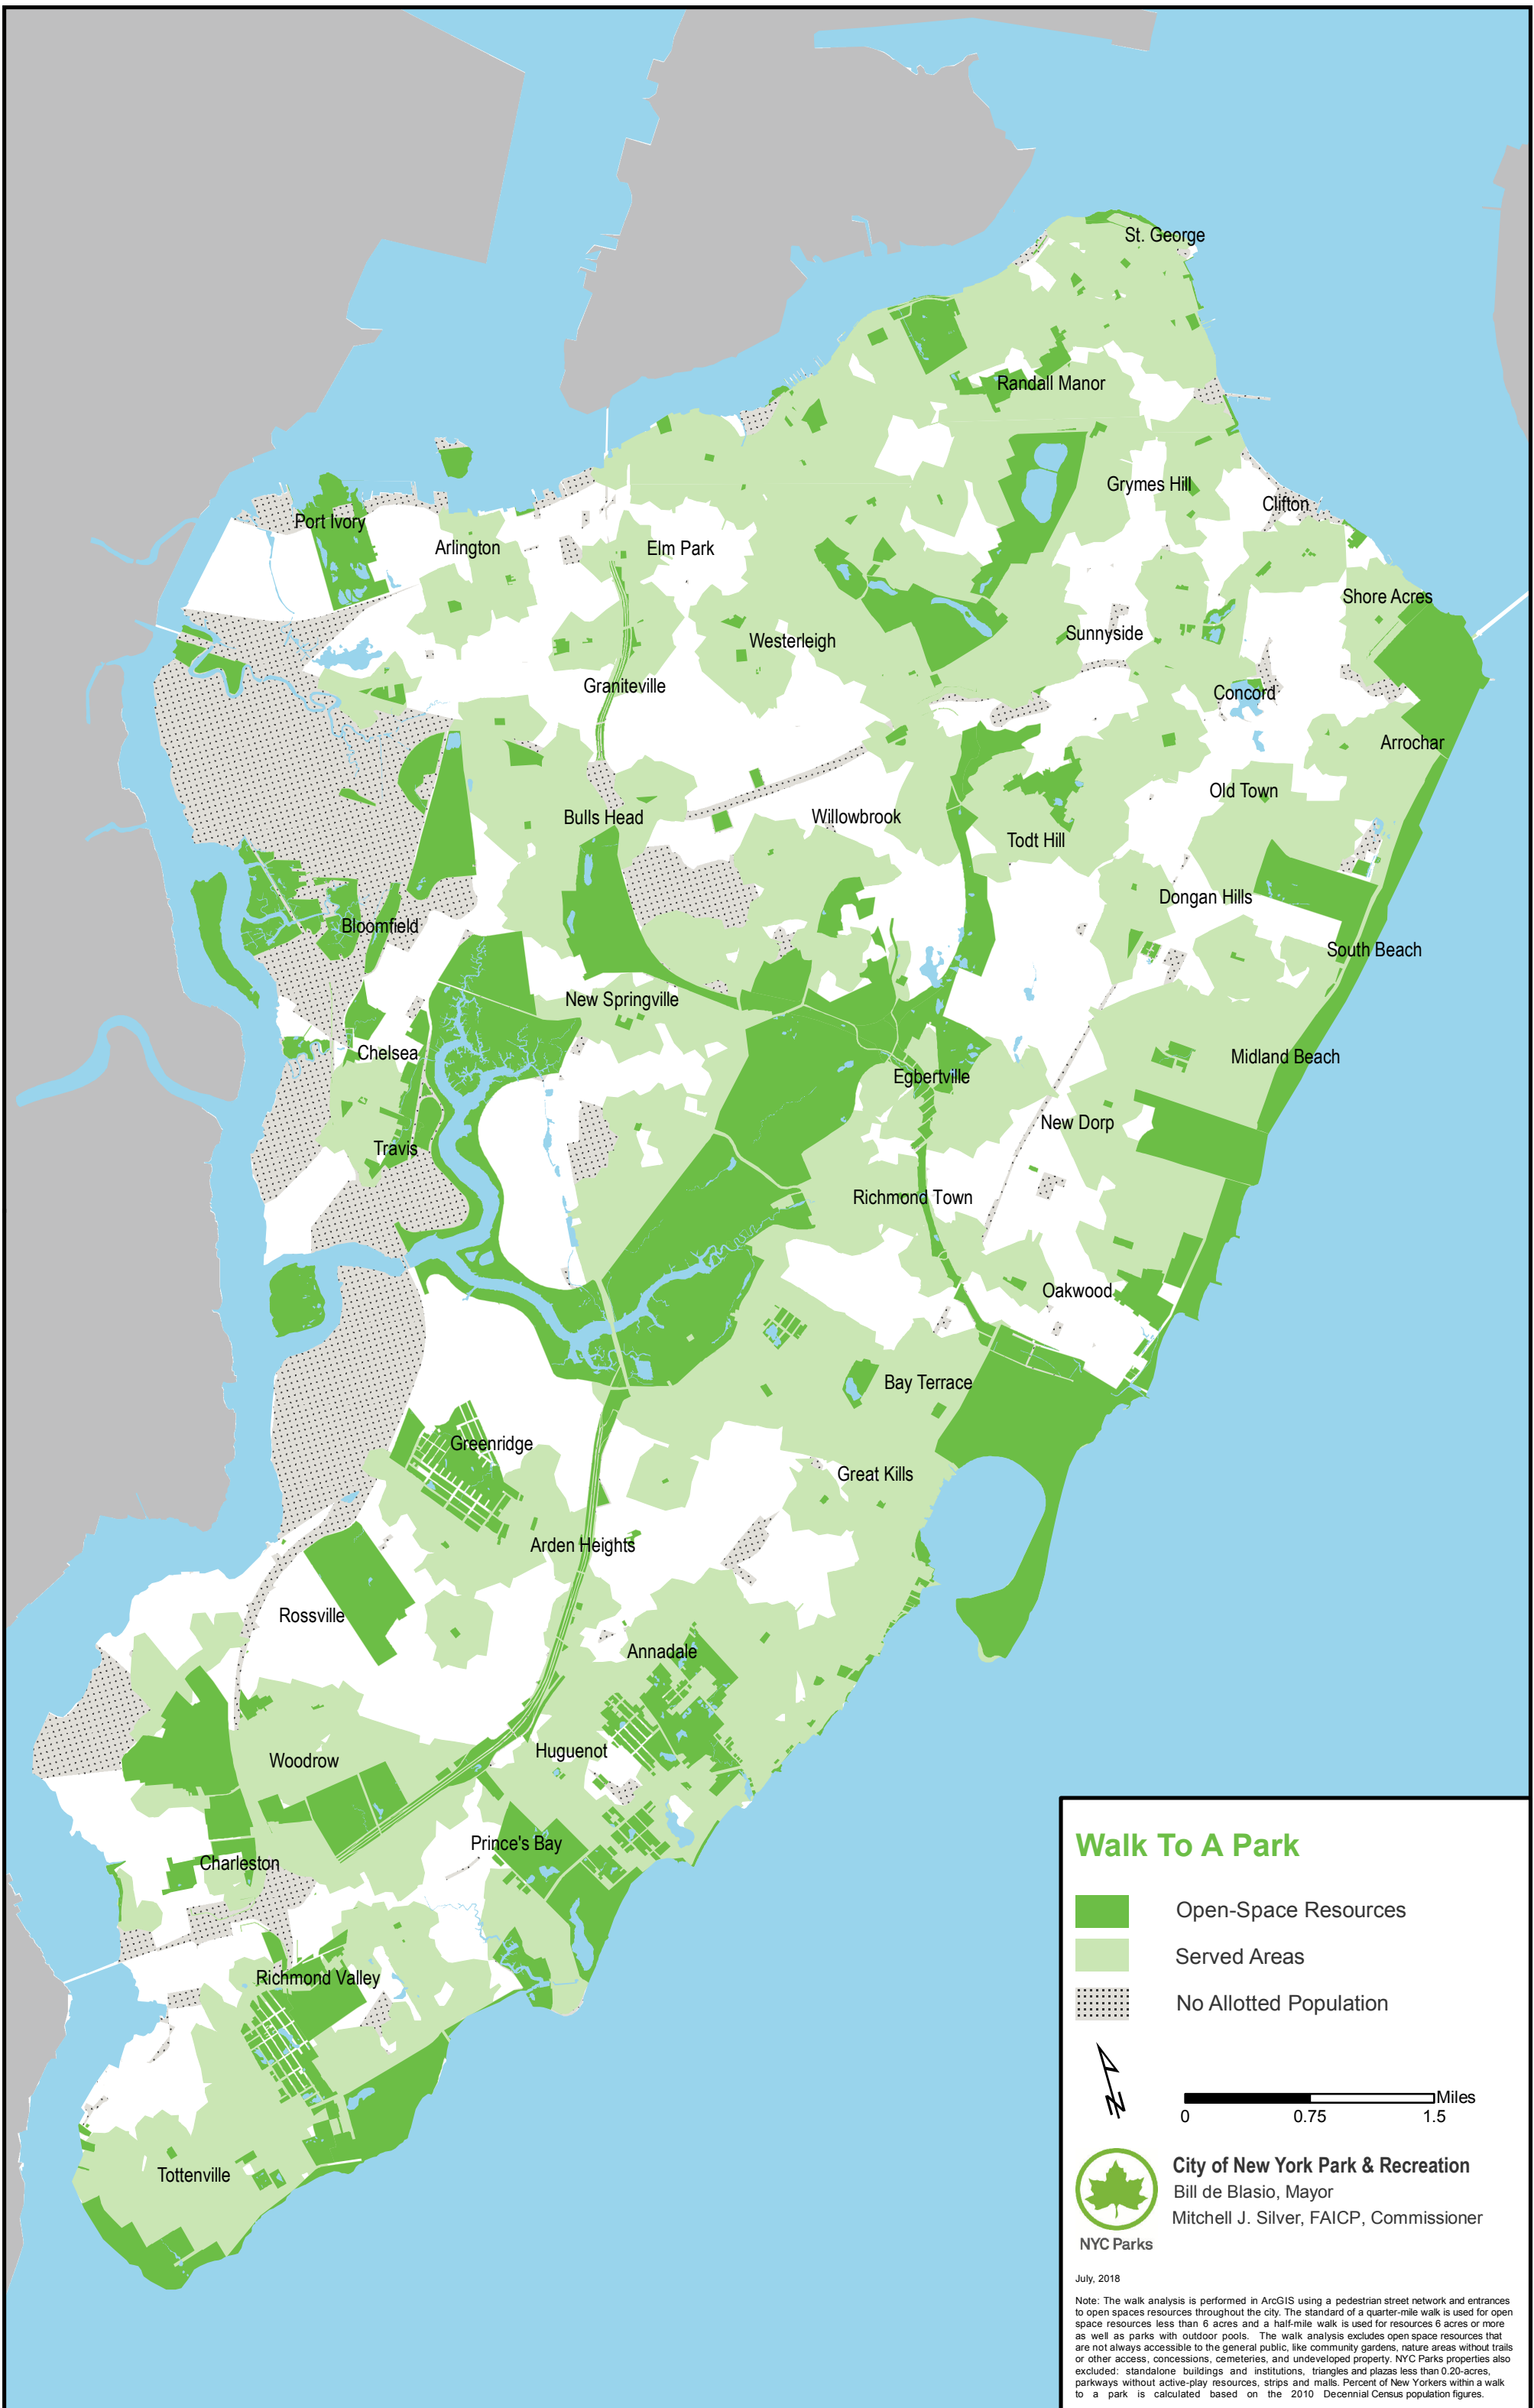 St. George
Randall Manor
Grymes Hill
Clifton
Port Ivory
Arlington
Elm Park
Shore Acres
Sunnyside
Westerleigh
Graniteville
Concord
Arrochar
Old Town
Bulls Head
Willowbrook
Todt Hill
Dongan Hills
Bloomfield
South Beach
New Springville
Chelsea
Midland Beach
Egbertville
New Dorp
Travis
Richmond Town
Oakwood
Bay Terrace
Greenridge
Great Kills
Arden Heights
Rossville
Annadale
Huguenot
Woodrow
Prince's Bay
Charleston
Richmond Valley
Tottenville
Walk To A Park
Open-Space Resources
Served Areas
No Allotted Population
N
Miles
0 0.75 1.5
City of New York Park & Recreation
Bill de Blasio, Mayor
Mitchell J. Silver, FAICP, Commissioner
NYC Parks
July, 2018
Note: The walk analysis is performed in ArcGIS using a pedestrian street network and entrances
to open spaces resources throughout the city. The standard of a quarter-mile walk is used for open
space resources less than 6 acres and a half-mile walk is used for resources 6 acres or more
as well as parks with outdoor pools. The walk analysis excludes open space resources that
are not always accessible to the general public, like community gardens, nature areas without trails
or other access, concessions, cemeteries, and undeveloped property. NYC Parks properties also
excluded: standalone buildings and institutions, triangles and plazas less than 0.20-acres,
parkways without active-play resources, strips and malls. Percent of New Yorkers within a walk
to a park is calculated based on the 2010 Decennial Census population figures.